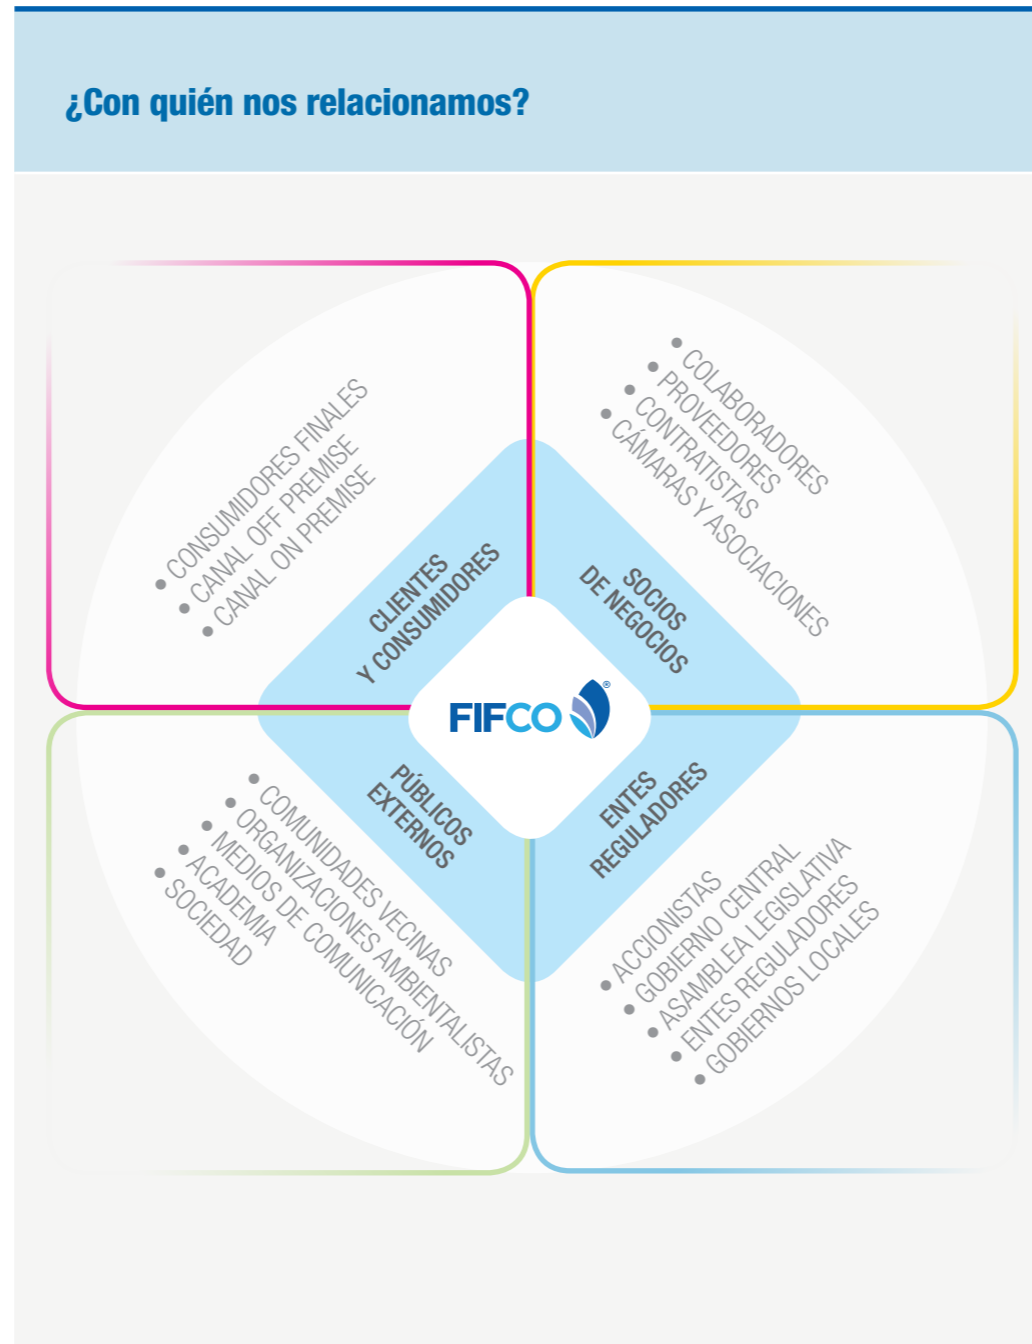 ¿Con quién nos relacionamos?
• CONSUMIDORES FINALES
• CANAL OFF PREMISE
• CANAL ON PREMISE
CLIENTES
Y CONSUMIDORES
• COLABORADORES
• PROVEEDORES
• CONTRATISTAS
• CÁMARAS Y ASOCIACIONES
SOCIOS
DE NEGOCIOS
FIFCO®
PÚBLICOS
EXTERNOS
• COMUNIDADES VECINAS
• ORGANIZACIONES AMBIENTALISTAS
• MEDIOS DE COMUNICACIÓN
• ACADEMIA
• SOCIEDAD
ENTES
REGULADORES
• ACCIONISTAS
• GOBIERNO CENTRAL
• ASAMBLEA LEGISLATIVA
• ENTES REGULADORES
• GOBIERNOS LOCALES